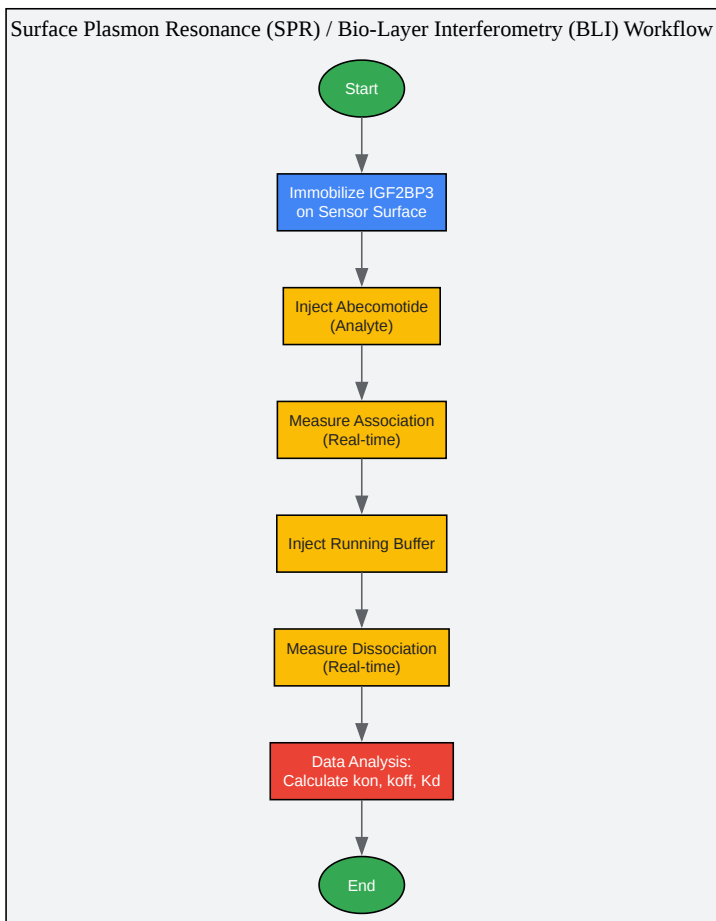 Surface Plasmon Resonance (SPR) / Bio-Layer Interferometry (BLI) Workflow
Start
Immobilize IGF2BP3
on Sensor Surface
Inject Abecomotide
(Analyte)
Measure Association
(Real-time)
Inject Running Buffer
Measure Dissociation
(Real-time)
Data Analysis:
Calculate kon, koff, Kd
End